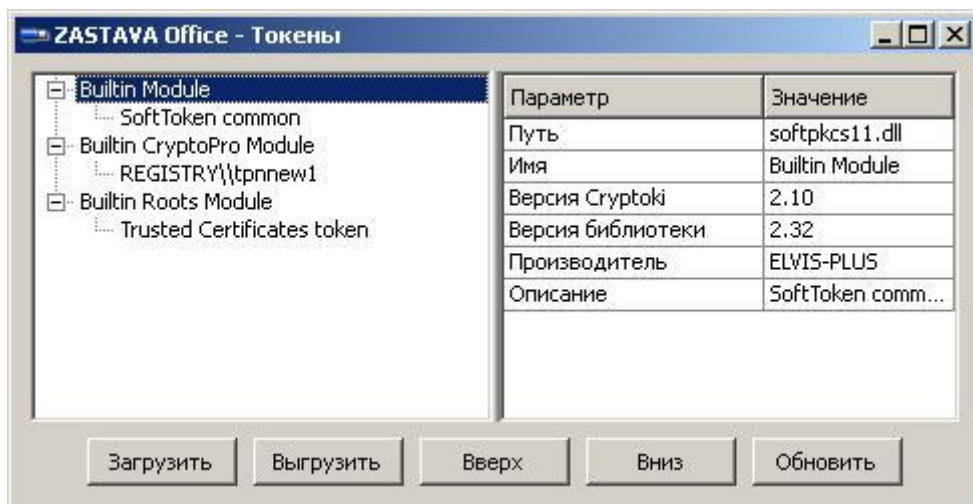 ZASTAVA Office - Токены
Builtin Module
SoftToken common
Builtin CryptoPro Module
REGISTRY\\tpnnew1
Builtin Roots Module
Trusted Certificates token
Параметр Значение
Путь softpkcs11.dll
Имя Builtin Module
Версия Cryptoki 2.10
Версия библиотеки 2.32
Производитель ELVIS-PLUS
Описание SoftToken comm...
Загрузить Выгрузить Вверх Вниз Обновить